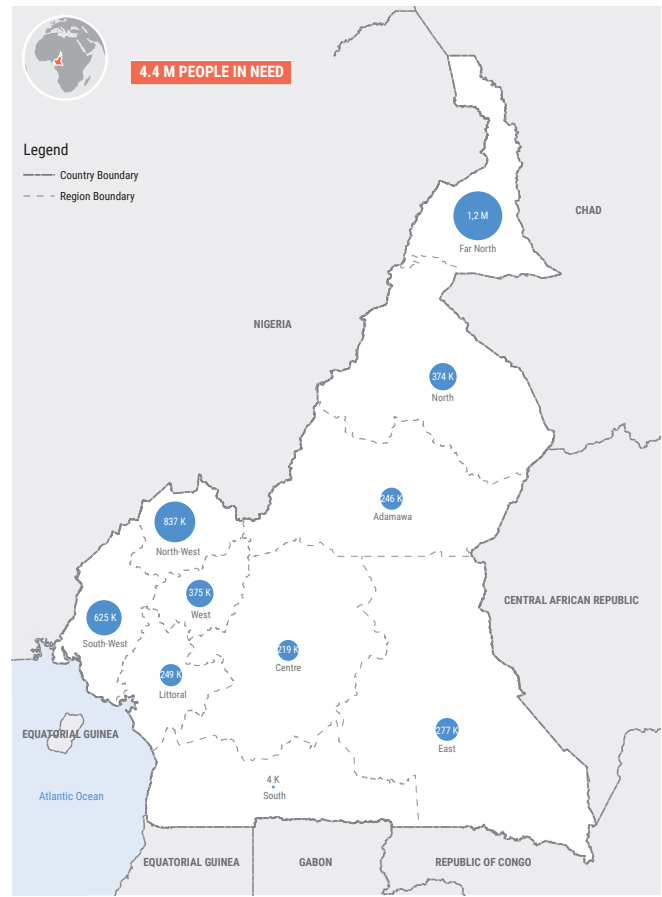 4.4 M PEOPLE IN NEED
Legend
Country Boundary
Region Boundary
1,2 M
Far North
CHAD
NIGERIA
374 K
North
246 K
Adamawa
837 K
North-West
375 K
West
CENTRAL AFRICAN REPUBLIC
625 K
South-West
219 K
Centre
249 K
Littoral
277 K
East
EQUATORIAL GUINEA
4 K
South
Atlantic Ocean
EQUATORIAL GUINEA
GABON
REPUBLIC OF CONGO